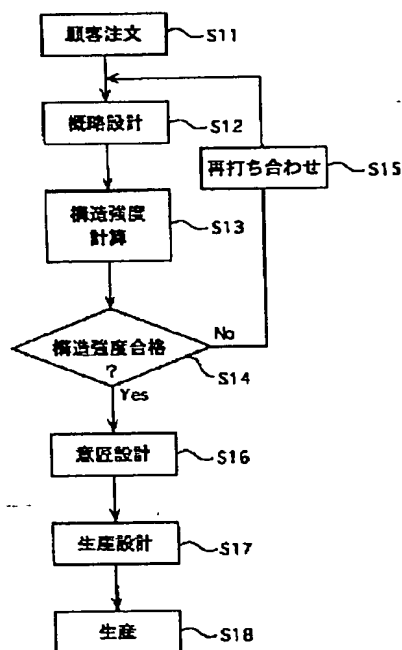 顧客注文
S11
概略設計
S12
再打ち合わせ
S15
構造強度
計算
S13
構造強度合格
?
No
S14
Yes
意匠設計
S16
生産設計
S17
生産
S18